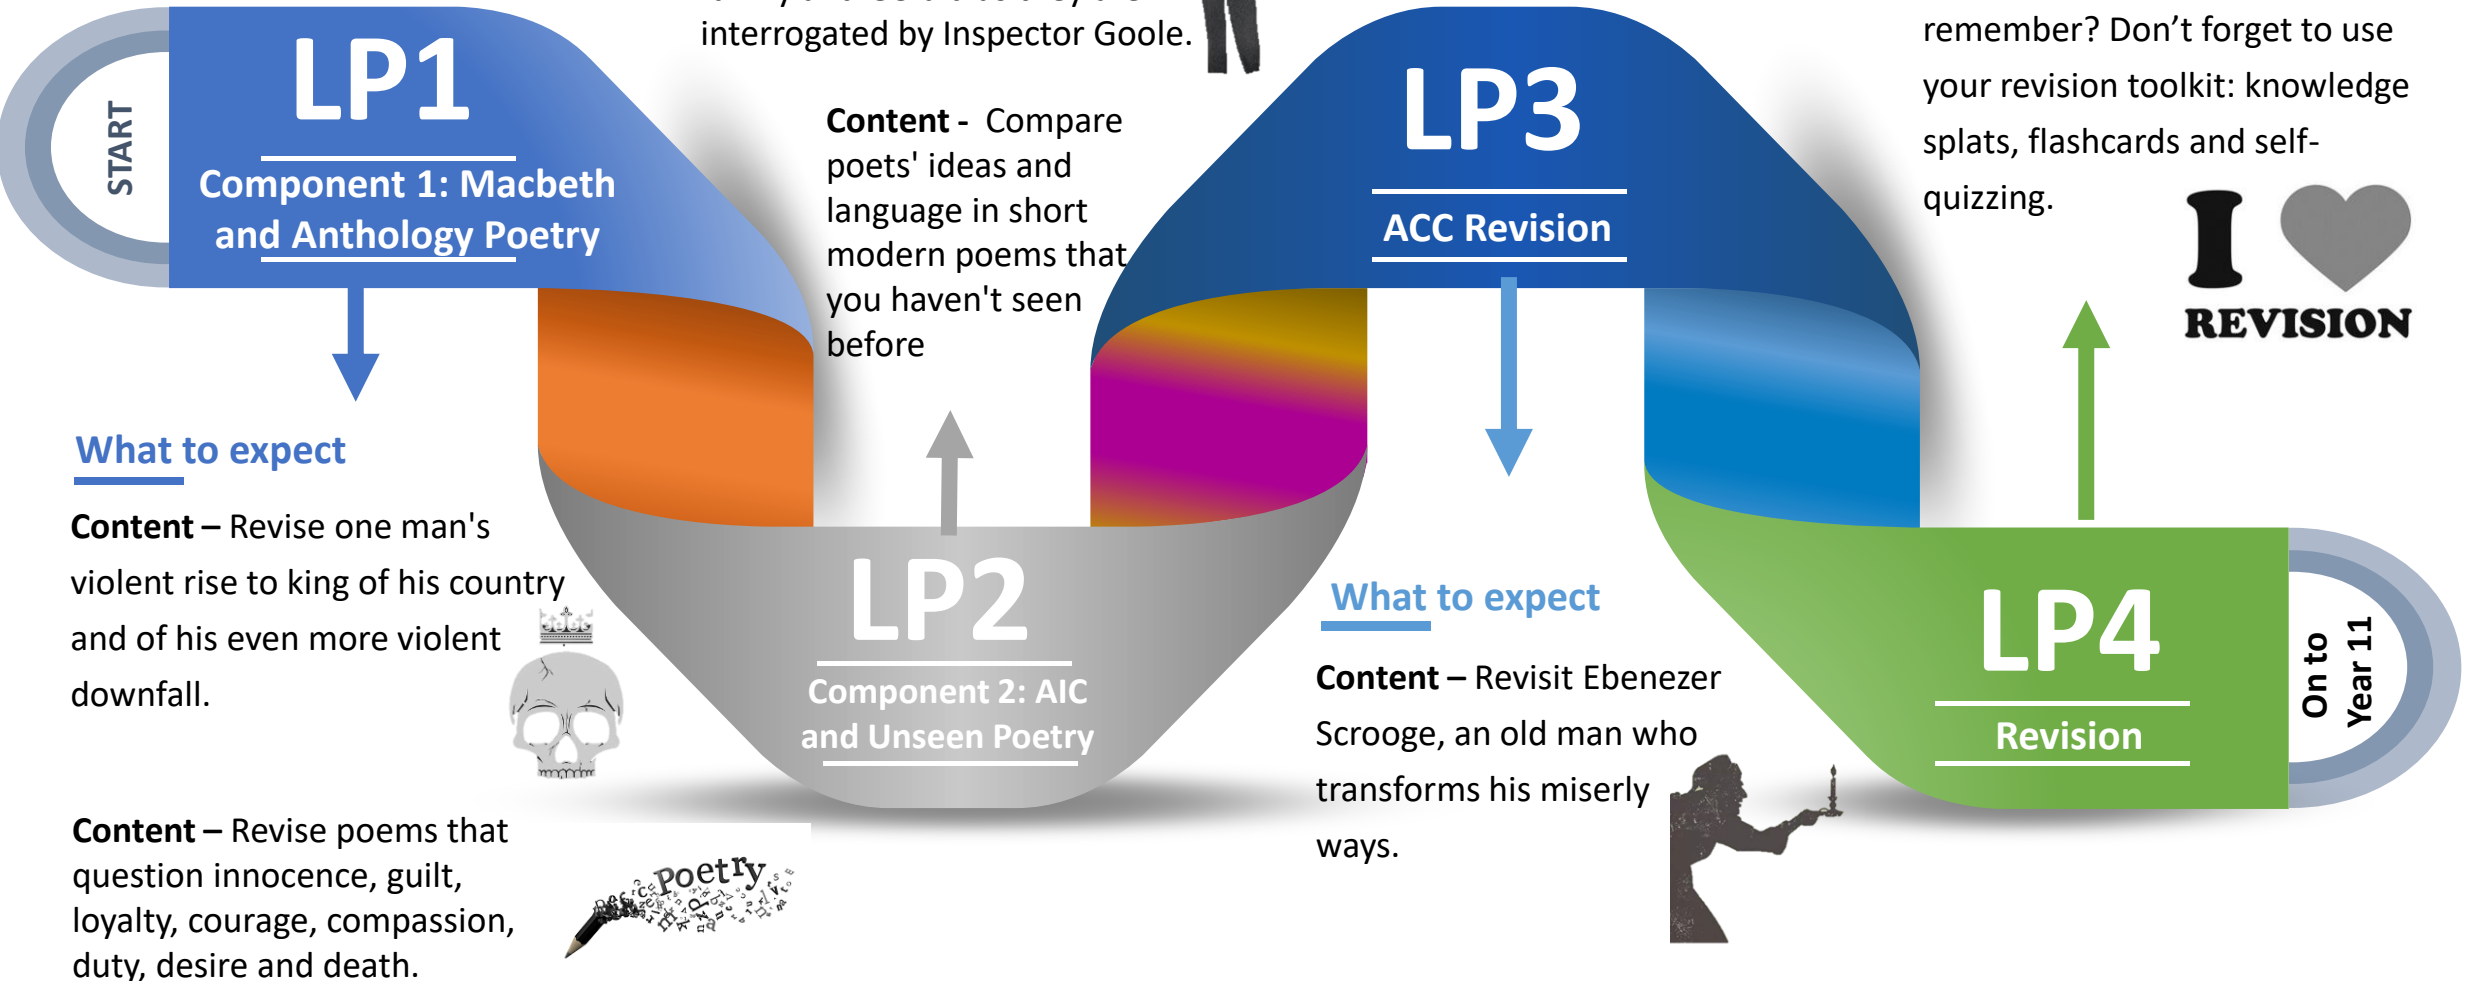 START
LP1
Component 1: Macbeth
and Anthology Poetry
What to expect
Content – Revise one man's
violent rise to king of his country
and of his even more violent
downfall.
Content – Revise poems that
question innocence, guilt,
loyalty, courage, compassion,
duty, desire and death.
Poetry
interrogated by Inspector Goole.
Content - Compare
poets' ideas and
language in short
modern poems that
you haven't seen
before
LP2
Component 2: AIC
and Unseen Poetry
LP3
ACC Revision
What to expect
Content – Revisit Ebenezer
Scrooge, an old man who
transforms his miserly
ways.
remember? Don’t forget to use
your revision toolkit: knowledge
splats, flashcards and self-
quizzing.
I
REVISION
LP4
Revision
On to
Year 11